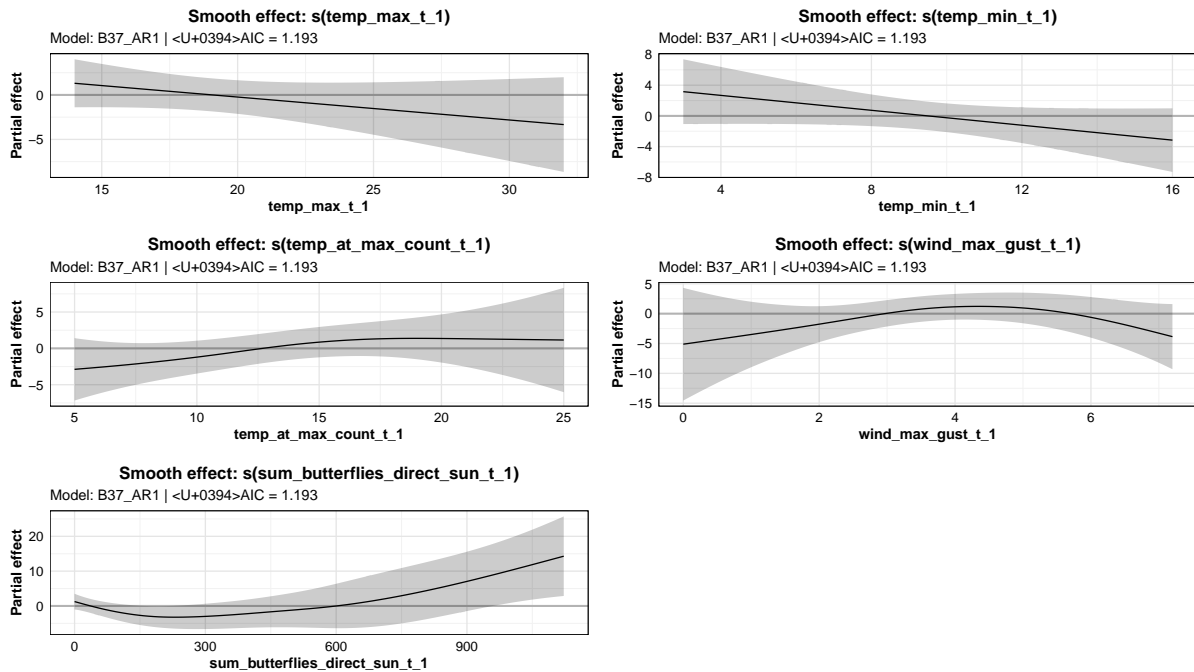 Smooth effect: s(temp_max_t_1)
Model: B37_AR1 | <U+0394>AIC = 1.193
Partial effect
0
−5
15 20 25 30
temp_max_t_1
Smooth effect: s(temp_min_t_1)
Model: B37_AR1 | <U+0394>AIC = 1.193
Partial effect
8
4
0
−4
−8
4 8 12 16
temp_min_t_1
Smooth effect: s(temp_at_max_count_t_1)
Model: B37_AR1 | <U+0394>AIC = 1.193
Partial effect
5
0
−5
5 10 15 20 25
temp_at_max_count_t_1
Smooth effect: s(wind_max_gust_t_1)
Model: B37_AR1 | <U+0394>AIC = 1.193
Partial effect
5
0
−5
−10
−15
0 2 4 6
wind_max_gust_t_1
Smooth effect: s(sum_butterflies_direct_sun_t_1)
Model: B37_AR1 | <U+0394>AIC = 1.193
Partial effect
20
10
0
0 300 600 900
sum_butterflies_direct_sun_t_1